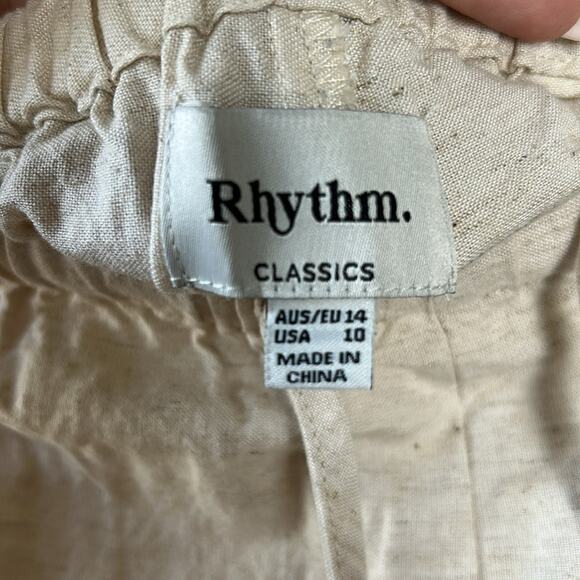 Rhythm.
CLASSICS
AUS/EU 14
USA 10
MADE IN
CHINA